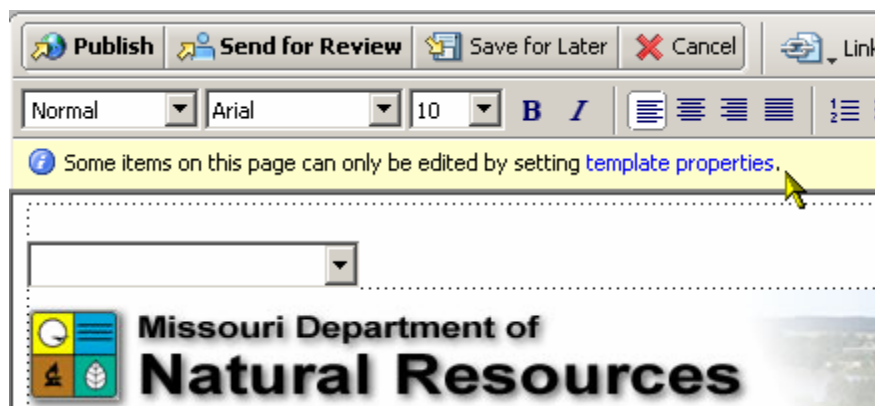 Publish Send for Review Save for Later Cancel Link
Normal Arial 10 B I
Some items on this page can only be edited by setting template properties.
Missouri Department of
Natural Resources